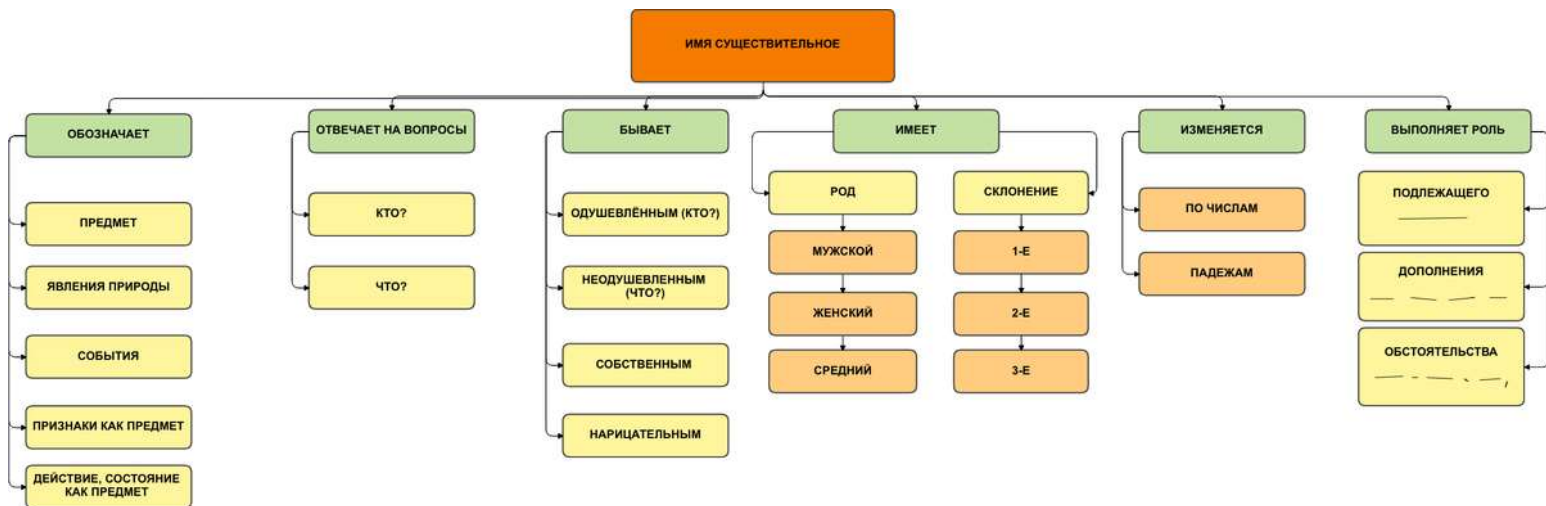 ИМЯ СУЩЕСТВИТЕЛЬНОЕ
ОБОЗНАЧАЕТ
ПРЕДМЕТ
ЯВЛЕНИЯ ПРИРОДЫ
СОБЫТИЯ
ПРИЗНАКИ КАК ПРЕДМЕТ
ДЕЙСТВИЕ, СОСТОЯНИЕ
КАК ПРЕДМЕТ
ОТВЕЧАЕТ НА ВОПРОСЫ
КТО?
ЧТО?
БЫВАЕТ
ОДУШЕВЛЁННЫМ (КТО?)
НЕОДУШЕВЛЕННЫМ
(ЧТО?)
СОБСТВЕННЫМ
НАРИЦАТЕЛЬНЫМ
ИМЕЕТ
РОД
МУЖСКОЙ
ЖЕНСКИЙ
СРЕДНИЙ
СКЛОНЕНИЕ
1-Е
2-Е
3-Е
ИЗМЕНЯЕТСЯ
ПО ЧИСЛАМ
ПАДЕЖАМ
ВЫПОЛНЯЕТ РОЛЬ
ПОДЛЕЖАЩЕГО
ДОПОЛНЕНИЯ
ОБСТОЯТЕЛЬСТВА